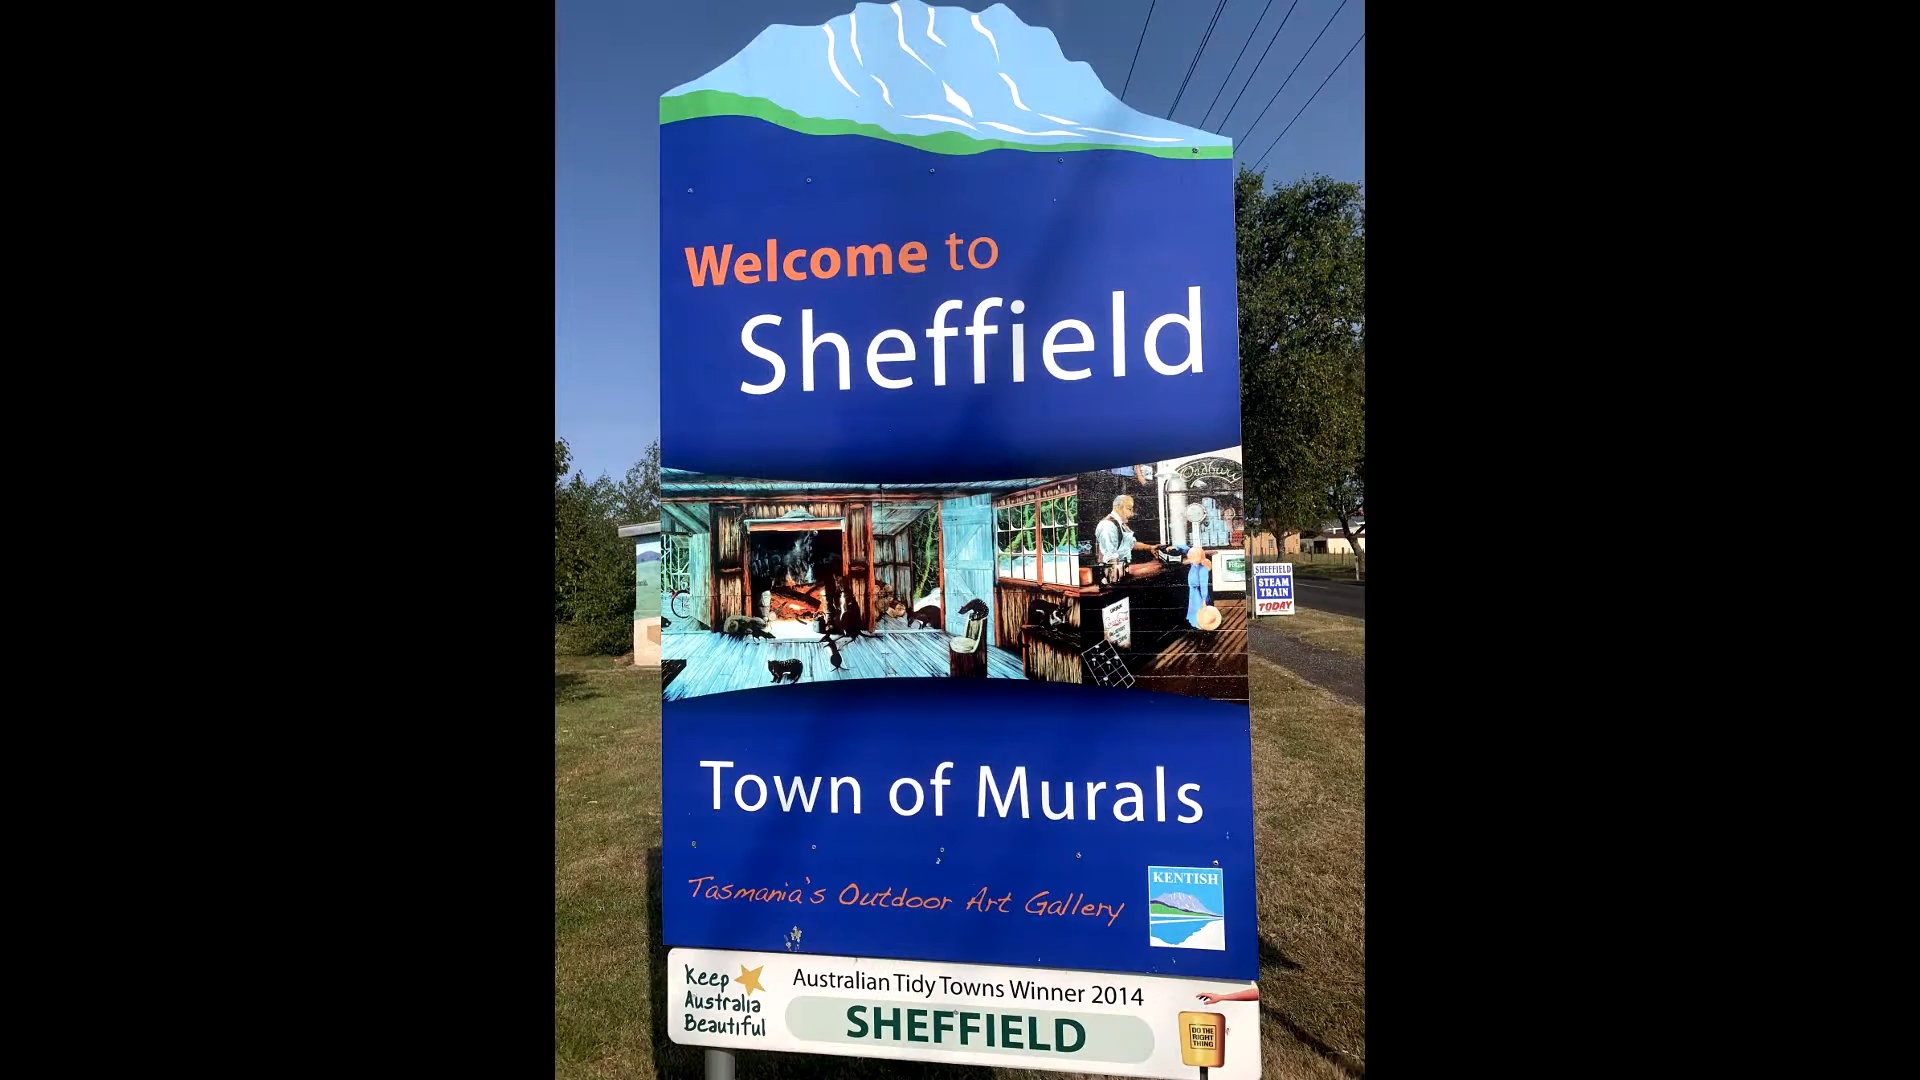 Welcome to
Sheffield
Cadbury
SHEFFIELD
STEAM
TRAIN
TODAY
Town of Murals
Tasmania's Outdoor Art Gallery
KENTISH
Keep
Australia
Beautiful
Australian Tidy Towns Winner 2014
SHEFFIELD
DO THE
RIGHT
THING